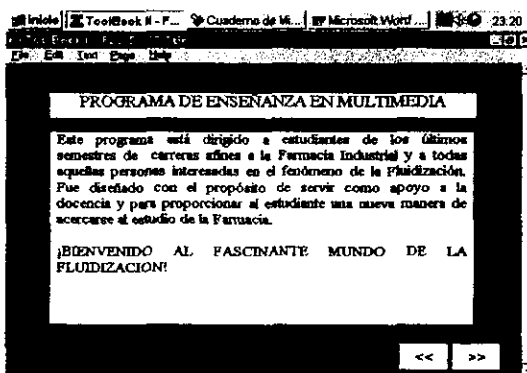 Inicio ToolBook II - F... Cuaderno de Vi... Microsoft Word ... 23:20
File Edit Text Page Help
PROGRAMA DE ENSEÑANZA EN MULTIMEDIA
Este programa está dirigido a estudiantes de los últimos
semestres de carreras afines a la Farmacia Industrial y a todas
aquellas personas interesadas en el fenómeno de la Fluidización.
Fue diseñado con el propósito de servir como apoyo a la
docencia y para proporcionar al estudiante una nueva manera de
acercarse al estudio de la Farmacia.
¡BIENVENIDO AL FASCINANTE MUNDO DE LA
FLUIDIZACION!
<< >>